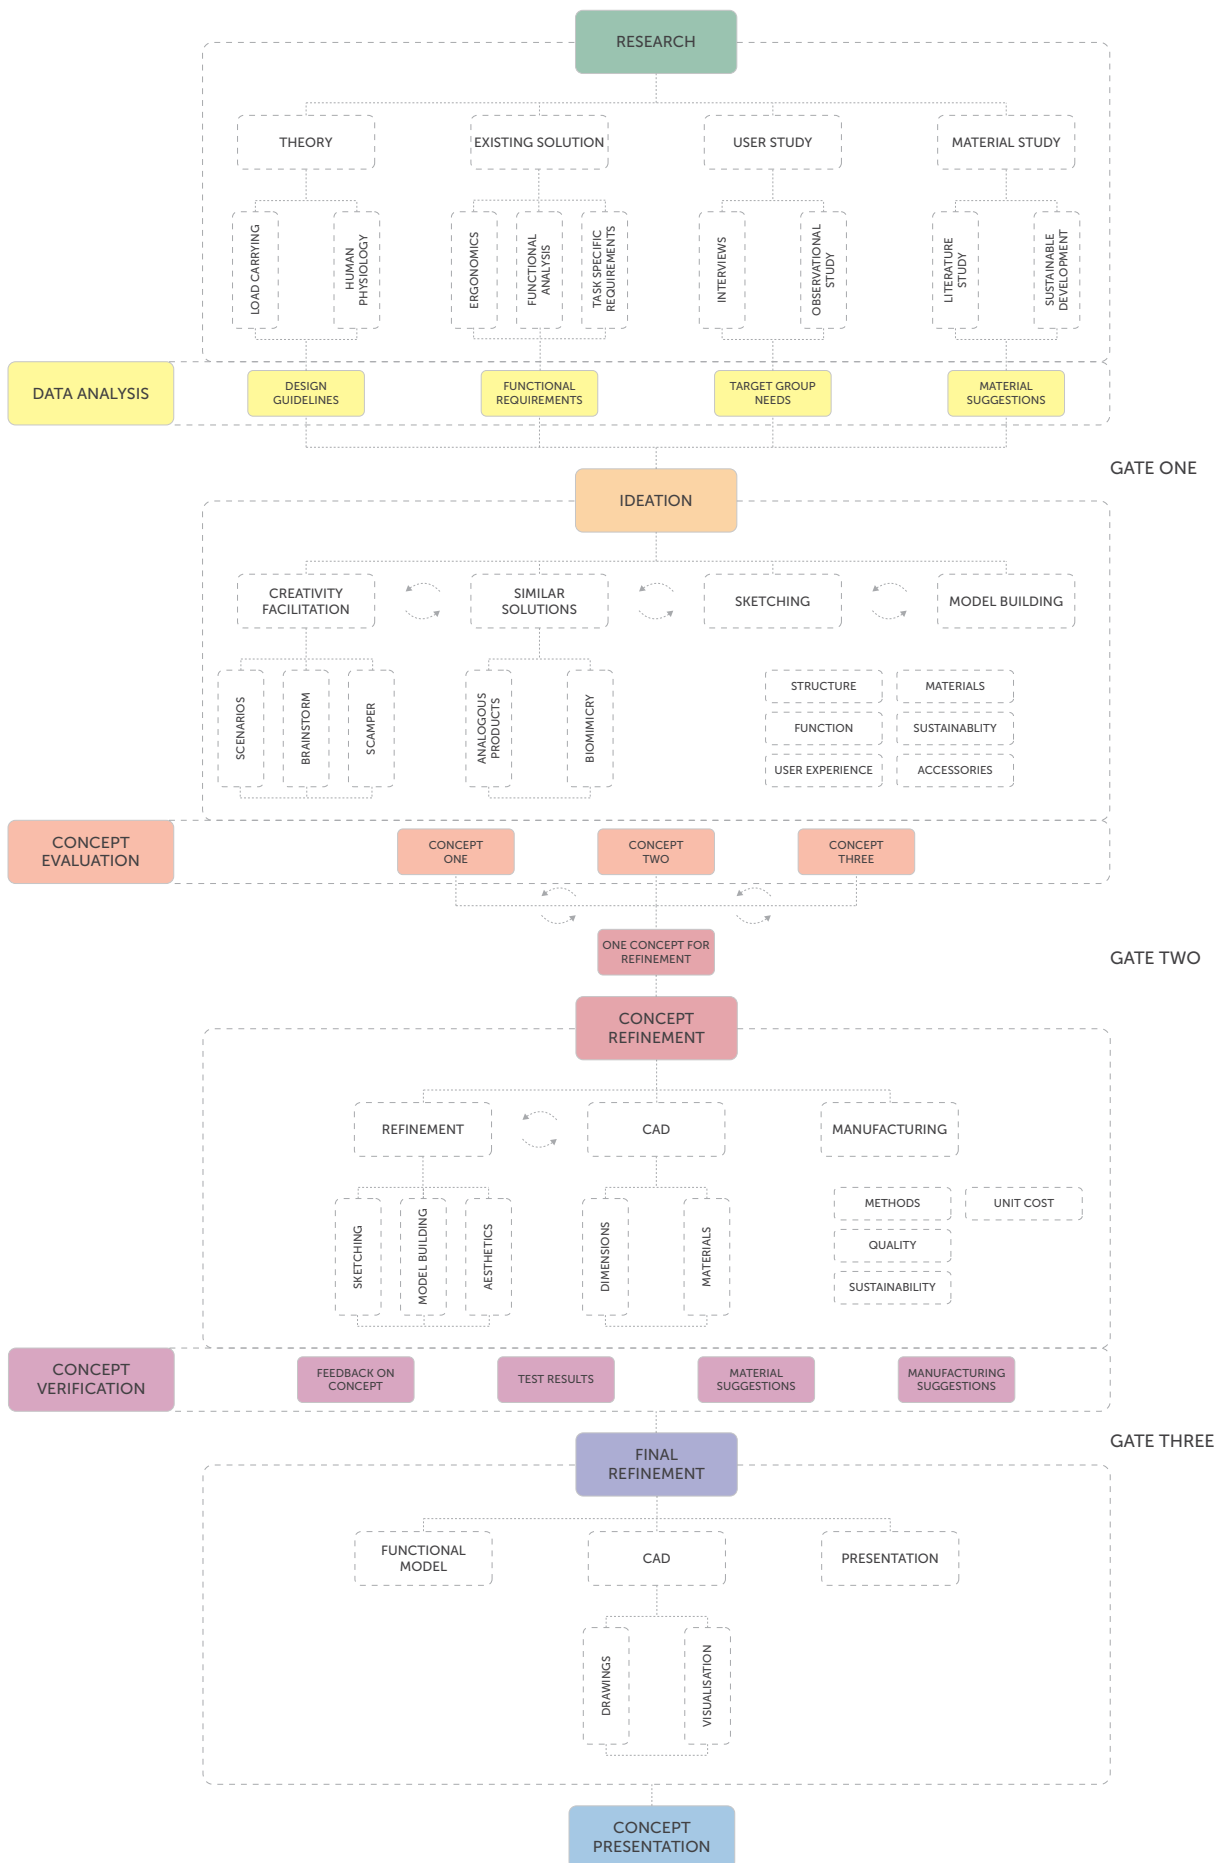 RESEARCH
THEORY
EXISTING SOLUTION
USER STUDY
MATERIAL STUDY
LOAD CARRYING
HUMAN
PHYSIOLOGY
ERGONOMICS
FUNCTIONAL
ANALYSIS
TASK SPECIFIC
REQUIREMENTS
INTERVIEWS
OBSERVATIONAL
STUDY
LITERATURE
STUDY
SUSTAINABLE
DEVELOPMENT
DATA ANALYSIS
DESIGN
GUIDELINES
FUNCTIONAL
REQUIREMENTS
TARGET GROUP
NEEDS
MATERIAL
SUGGESTIONS
GATE ONE
IDEATION
CREATIVITY
FACILITATION
SIMILAR
SOLUTIONS
SKETCHING
MODEL BUILDING
SCENARIOS
BRAINSTORM
SCAMPER
ANALOGOUS
PRODUCTS
BIOMIMICRY
STRUCTURE
MATERIALS
FUNCTION
SUSTAINABLITY
USER EXPERIENCE
ACCESSORIES
CONCEPT
EVALUATION
CONCEPT
ONE
CONCEPT
TWO
CONCEPT
THREE
ONE CONCEPT FOR
REFINEMENT
GATE TWO
CONCEPT
REFINEMENT
REFINEMENT
CAD
MANUFACTURING
SKETCHING
MODEL BUILDING
AESTHETICS
DIMENSIONS
MATERIALS
METHODS
UNIT COST
QUALITY
SUSTAINABILITY
CONCEPT
VERIFICATION
FEEDBACK ON
CONCEPT
TEST RESULTS
MATERIAL
SUGGESTIONS
MANUFACTURING
SUGGESTIONS
GATE THREE
FINAL
REFINEMENT
FUNCTIONAL
MODEL
CAD
PRESENTATION
DRAWINGS
VISUALISATION
CONCEPT
PRESENTATION